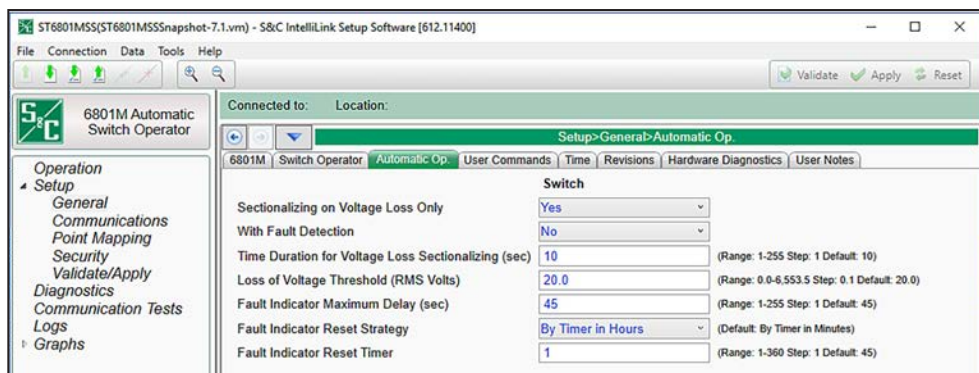 ST6801MSS(ST6801MSSSnapshot-7.1.vm) - S&C IntelliLink Setup Software [612.11400]
File Connection Data Tools Help
Validate Apply Reset
S&C
6801M Automatic
Switch Operator
Connected to: Location:
Setup>General>Automatic Op.
6801M Switch Operator Automatic Op. User Commands Time Revisions Hardware Diagnostics User Notes
Operation
Setup
General
Communications
Point Mapping
Security
Validate/Apply
Diagnostics
Communication Tests
Logs
Graphs
Switch
Sectionalizing on Voltage Loss Only Yes
With Fault Detection No
Time Duration for Voltage Loss Sectionalizing (sec) 10 (Range: 1-255 Step: 1 Default: 10)
Loss of Voltage Threshold (RMS Volts) 20.0 (Range: 0.0-6,553.5 Step: 0.1 Default: 20.0)
Fault Indicator Maximum Delay (sec) 45 (Range: 1-255 Step: 1 Default: 45)
Fault Indicator Reset Strategy By Timer in Hours (Default: By Timer in Minutes)
Fault Indicator Reset Timer 1 (Range: 1-360 Step: 1 Default: 45)